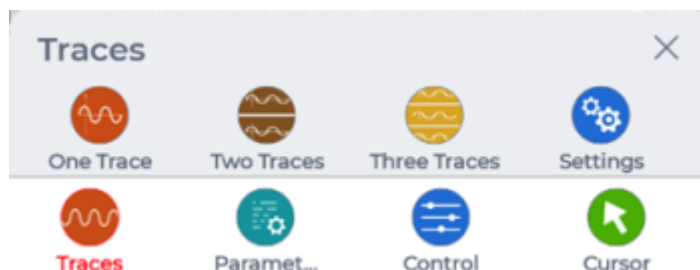 Traces
One Trace Two Traces Three Traces Settings
Traces Paramet... Control Cursor